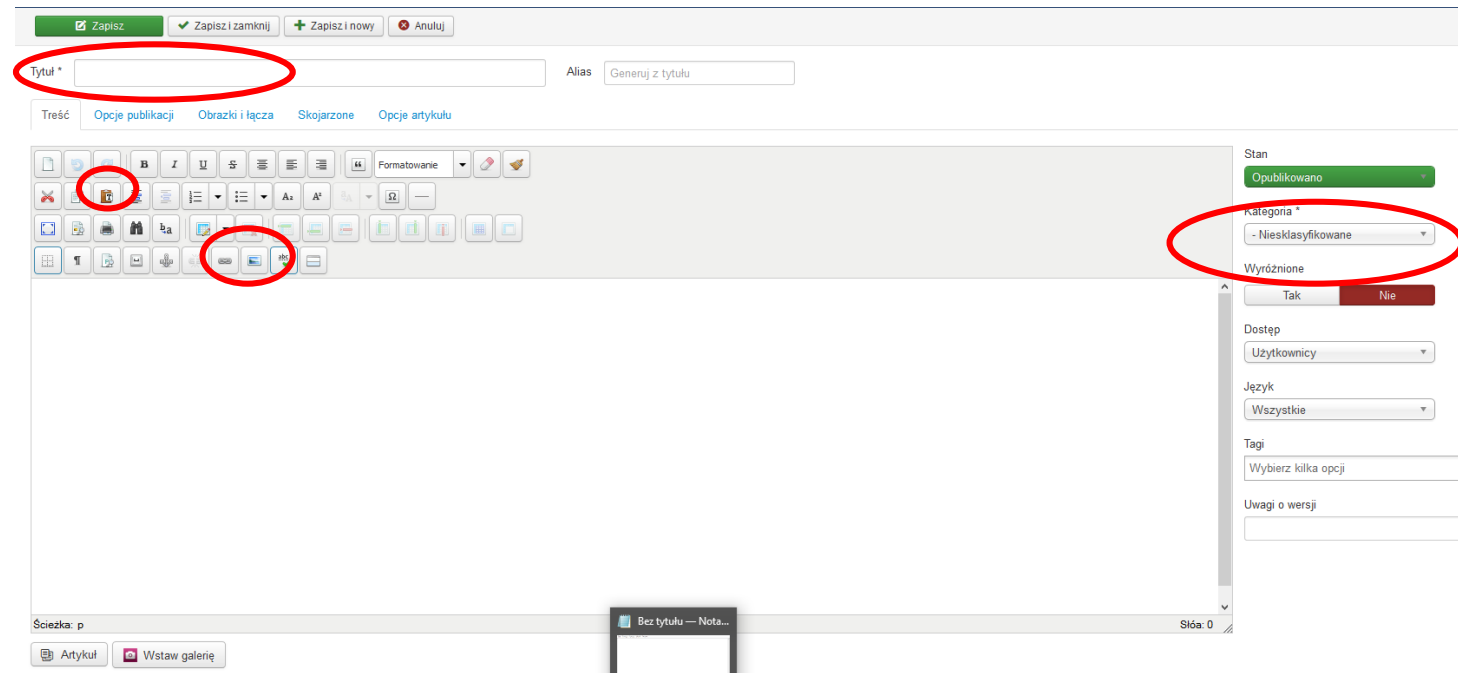 Zapisz Zapisz i zamknij Zapisz i nowy Anuluj
Tytuł * Alias Generuj z tytułu
Treść Opcje publikacji Obrazki i łącza Skojarzone Opcje artykułu
Formatowanie
Stan
Opublikowano
Kategoria *
- Niesklasyfikowane
Wyróżnione
Tak Nie
Dostęp
Użytkownicy
Język
Wszystkie
Tagi
Wybierz kilka opcji
Uwagi o wersji
Ścieżka: p
Słóa: 0
Bez tytułu — Nota...
Artykuł Wstaw galerię